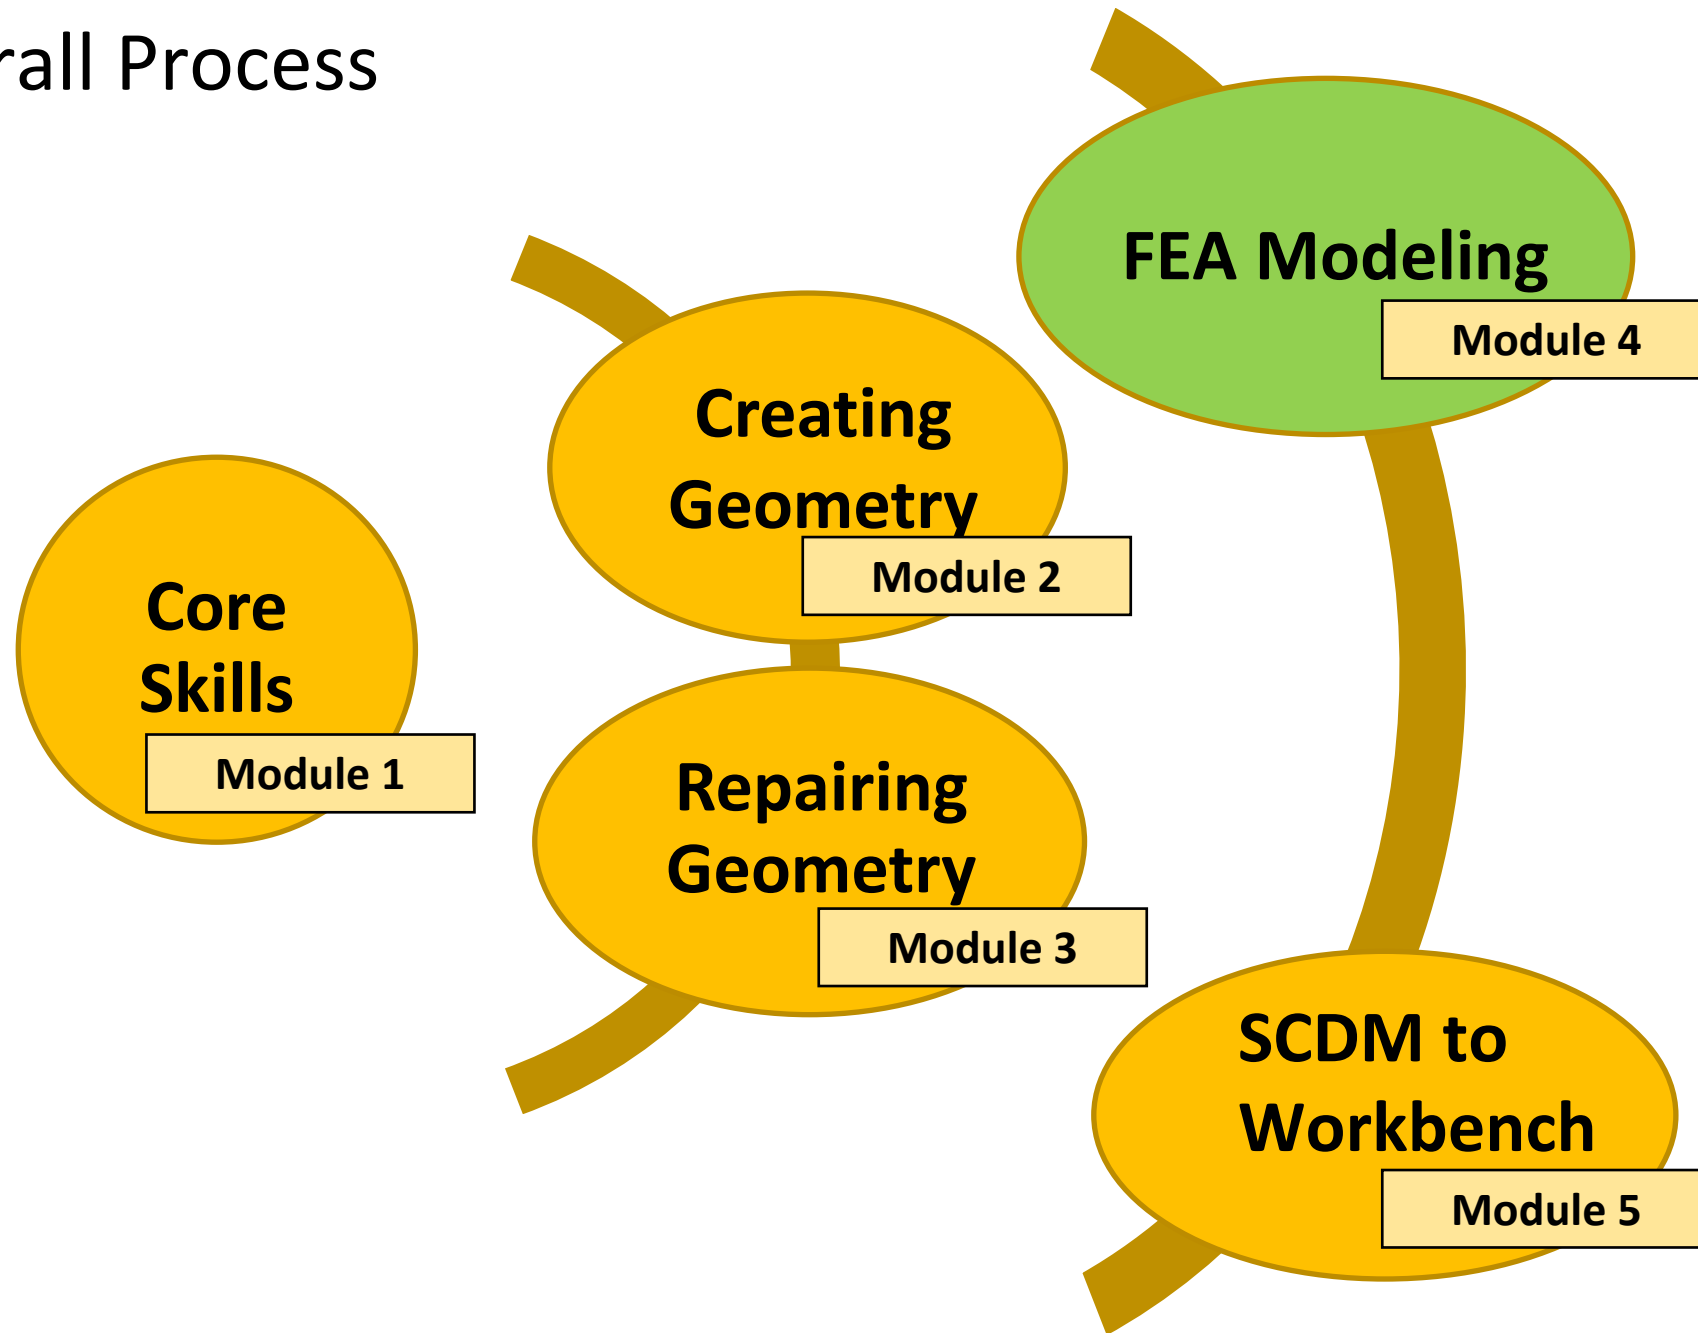 rall Process
Core
Skills
Module 1
Creating
Geometry
Module 2
Repairing
Geometry
Module 3
FEA Modeling
Module 4
SCDM to
Workbench
Module 5